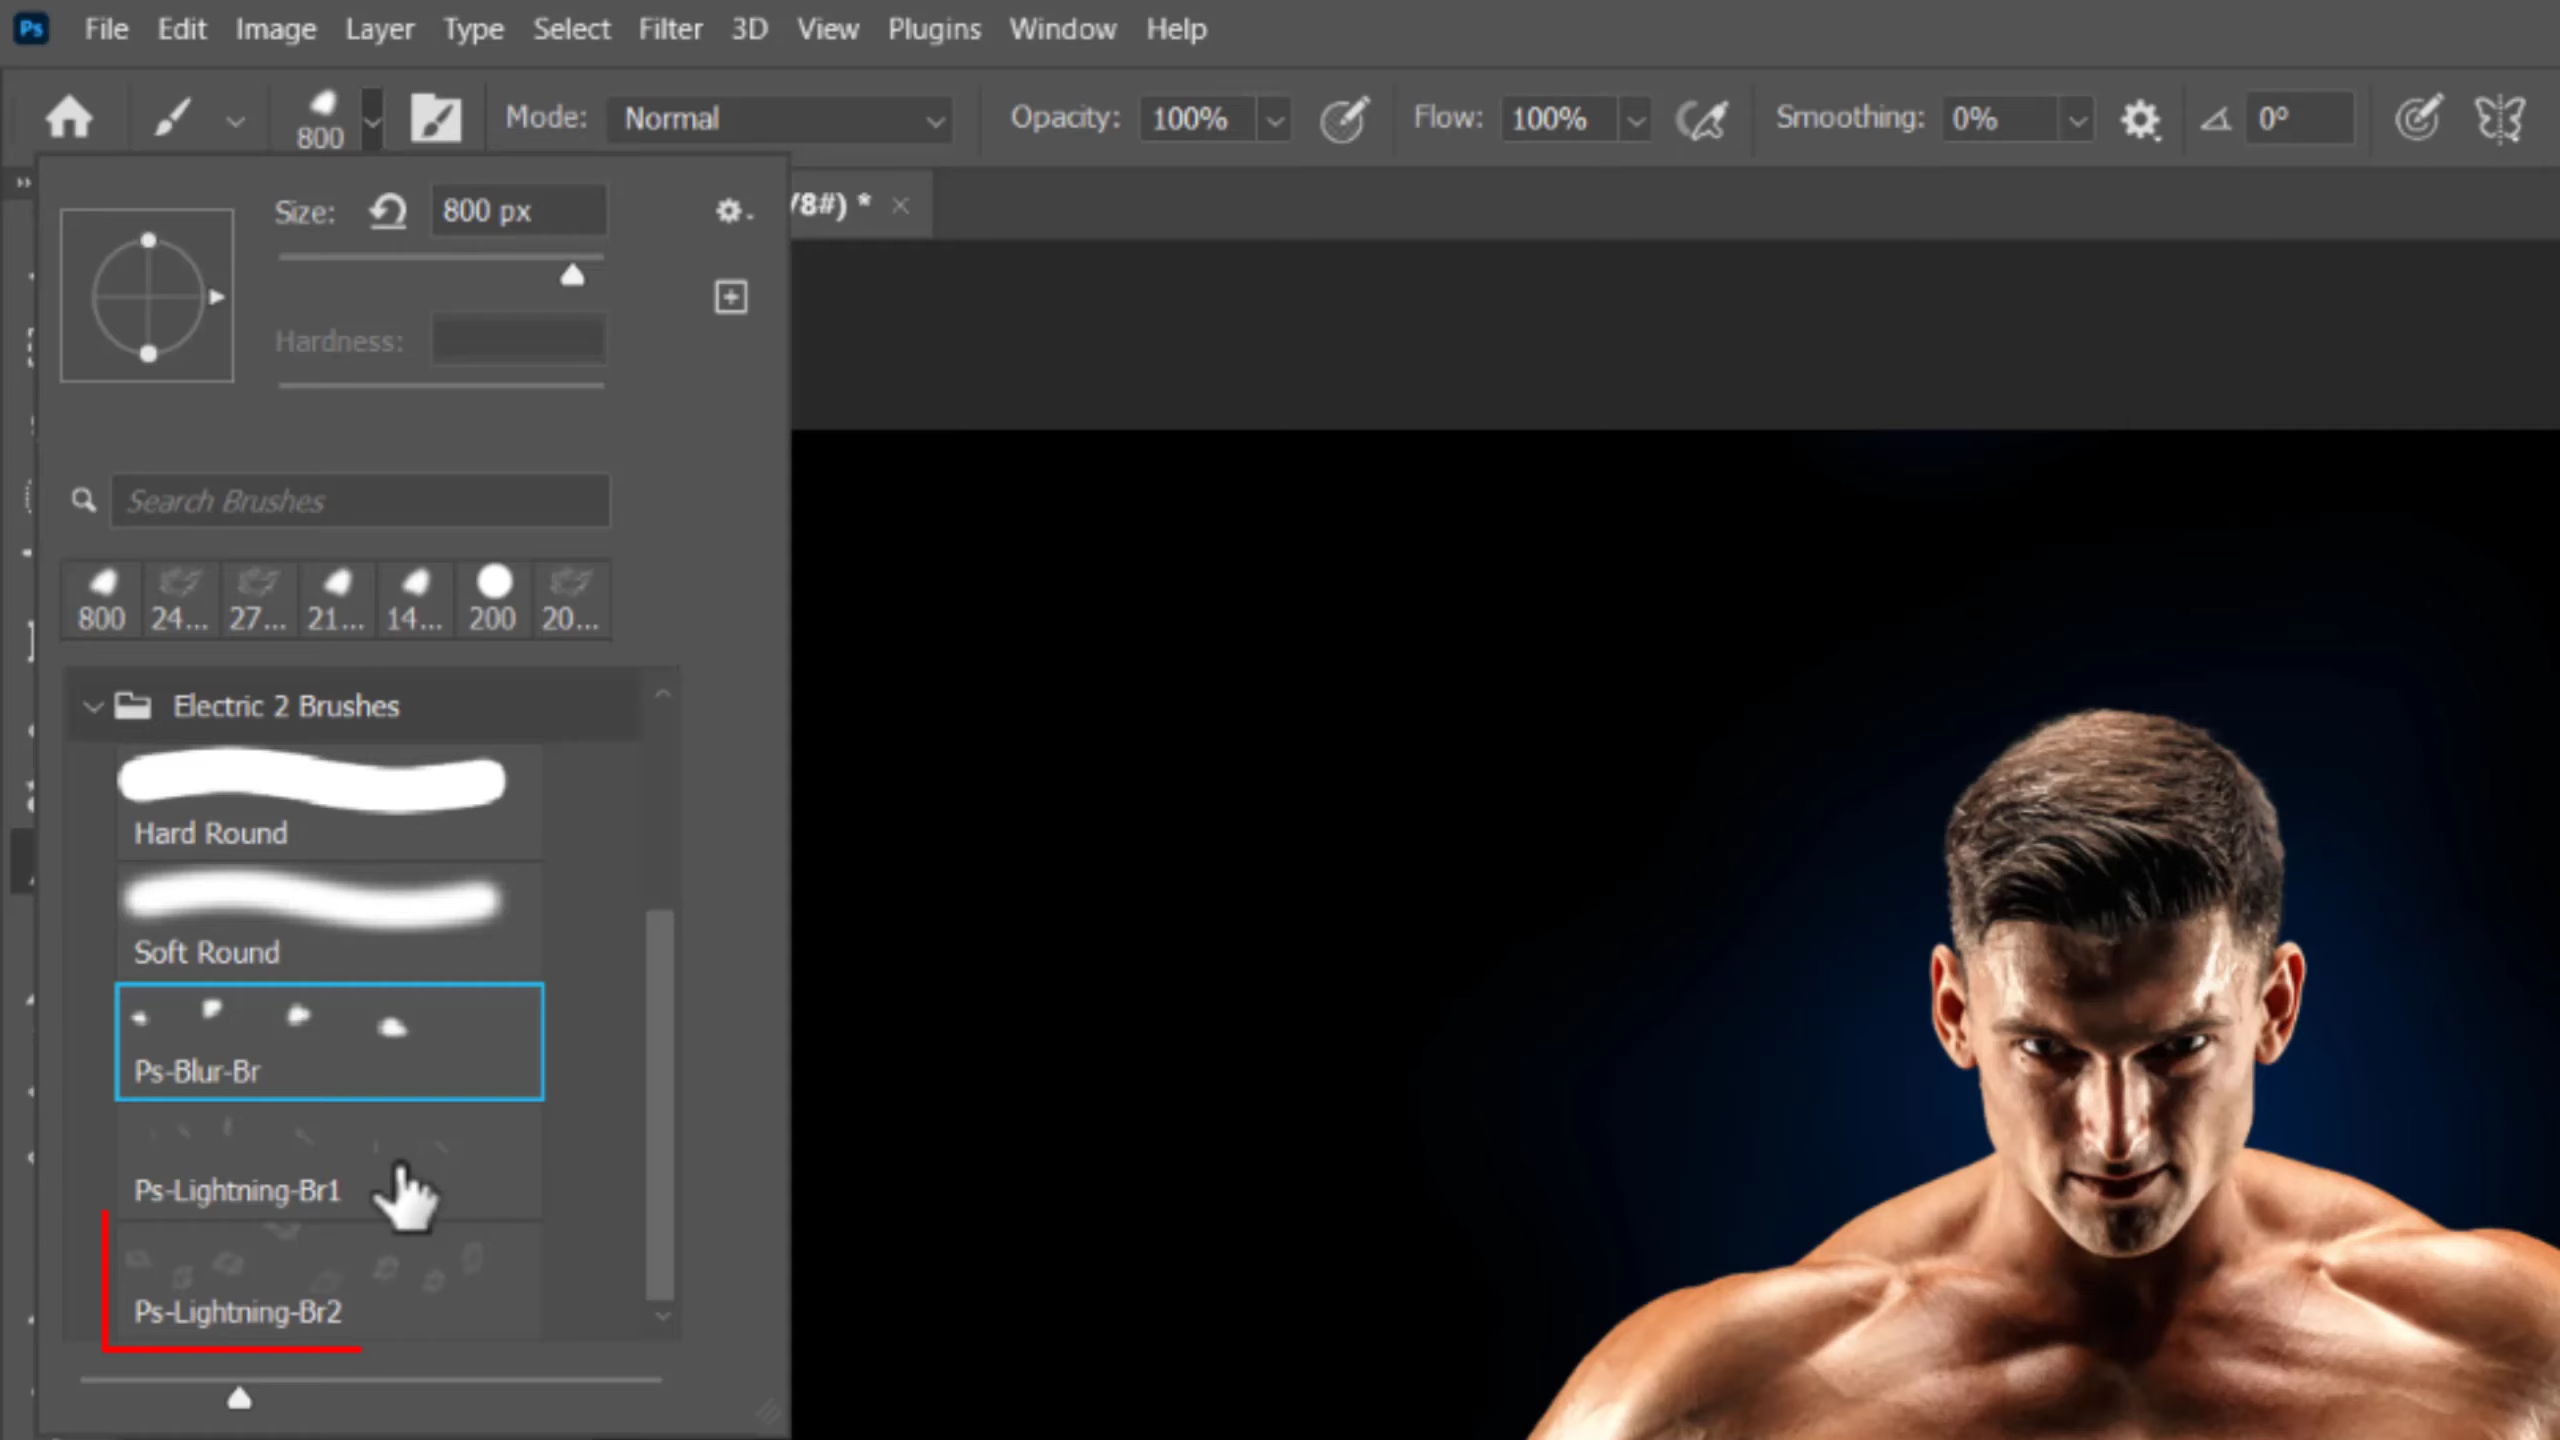 Ps File Edit Image Layer Type Select Filter 3D View Plugins Window Help
800 Mode: Normal Opacity: 100% Flow: 100% Smoothing: 0% 0°
/8#) * ×
Size: 800 px
Hardness:
Search Brushes
800 24... 27... 21... 14... 200 20...
Electric 2 Brushes
Hard Round
Soft Round
Ps-Blur-Br
Ps-Lightning-Br1
Ps-Lightning-Br2